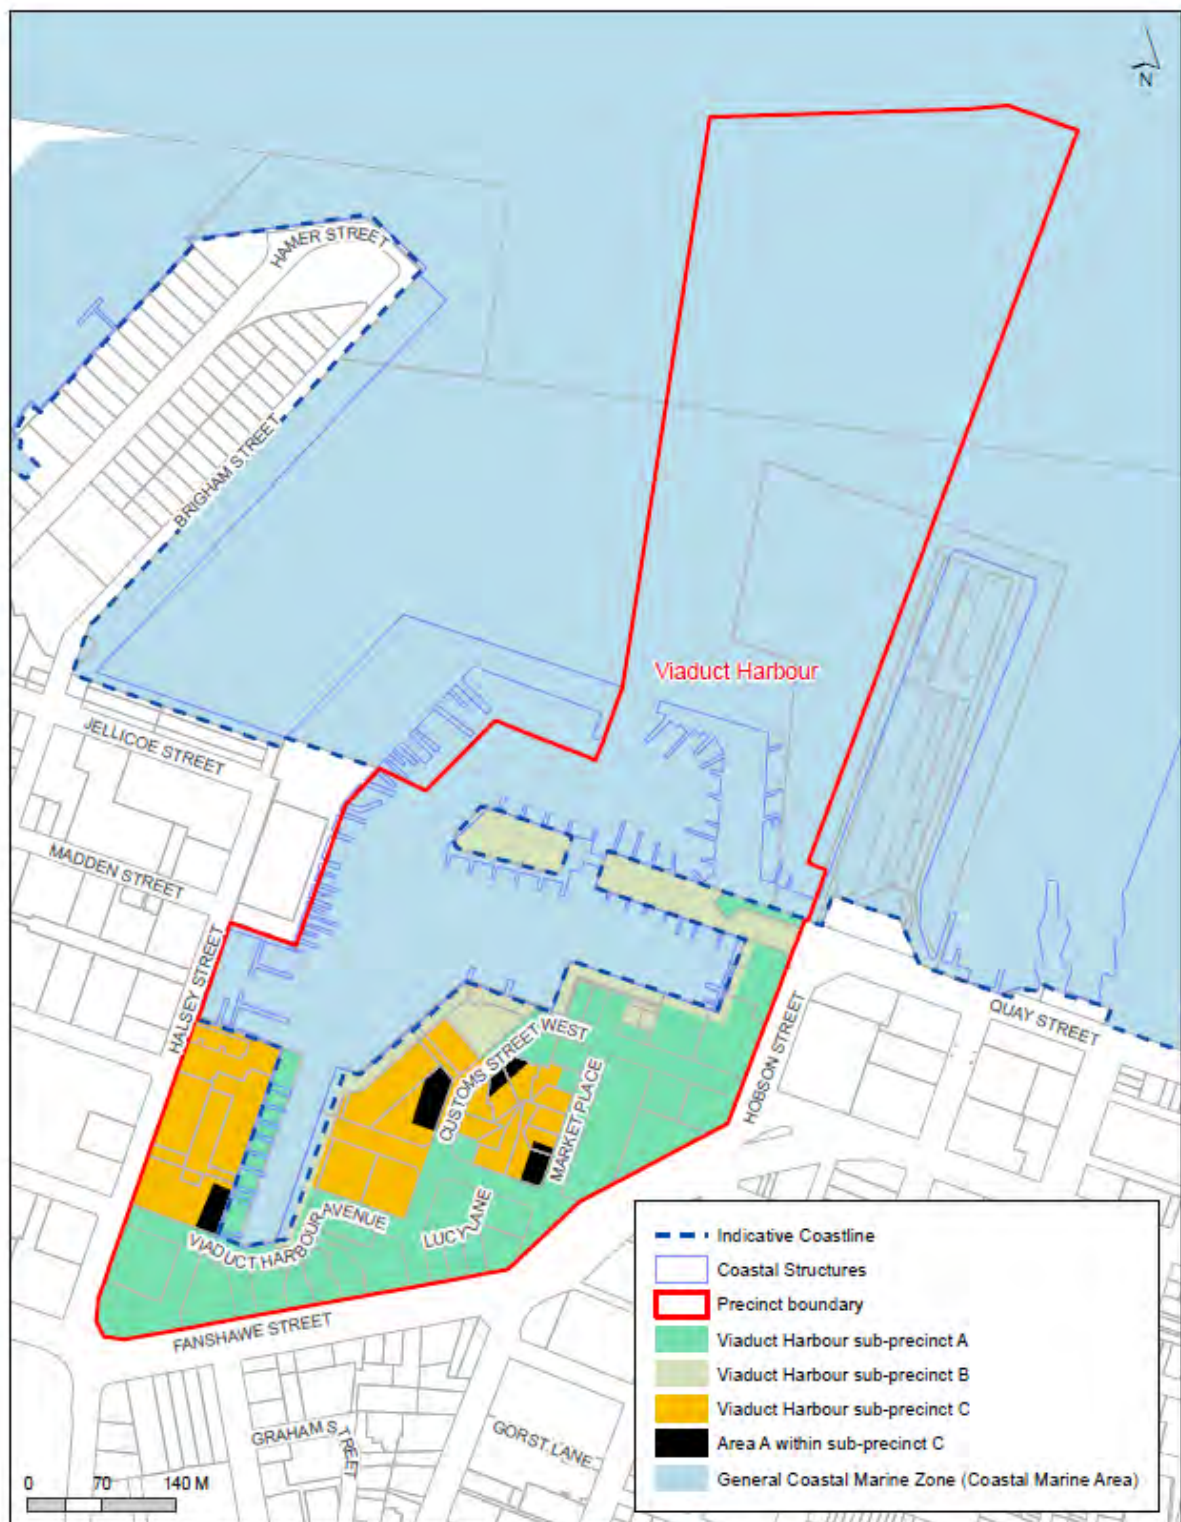 N
HAMER STREET
BRIGHAM STREET
Viaduct Harbour
JELLICOE STREET
MADDEN STREET
HALSEY STREET
QUAY STREET
HOBSON STREET
CUSTOMS STREET WEST
MARKET PLACE
LUCY LANE
VIADUCT HARBOUR AVENUE
FANSHAWE STREET
GRAHAM STREET
GORST LANE
Indicative Coastline
Coastal Structures
Precinct boundary
Viaduct Harbour sub-precinct A
Viaduct Harbour sub-precinct B
Viaduct Harbour sub-precinct C
Area A within sub-precinct C
General Coastal Marine Zone (Coastal Marine Area)
0 70 140 M